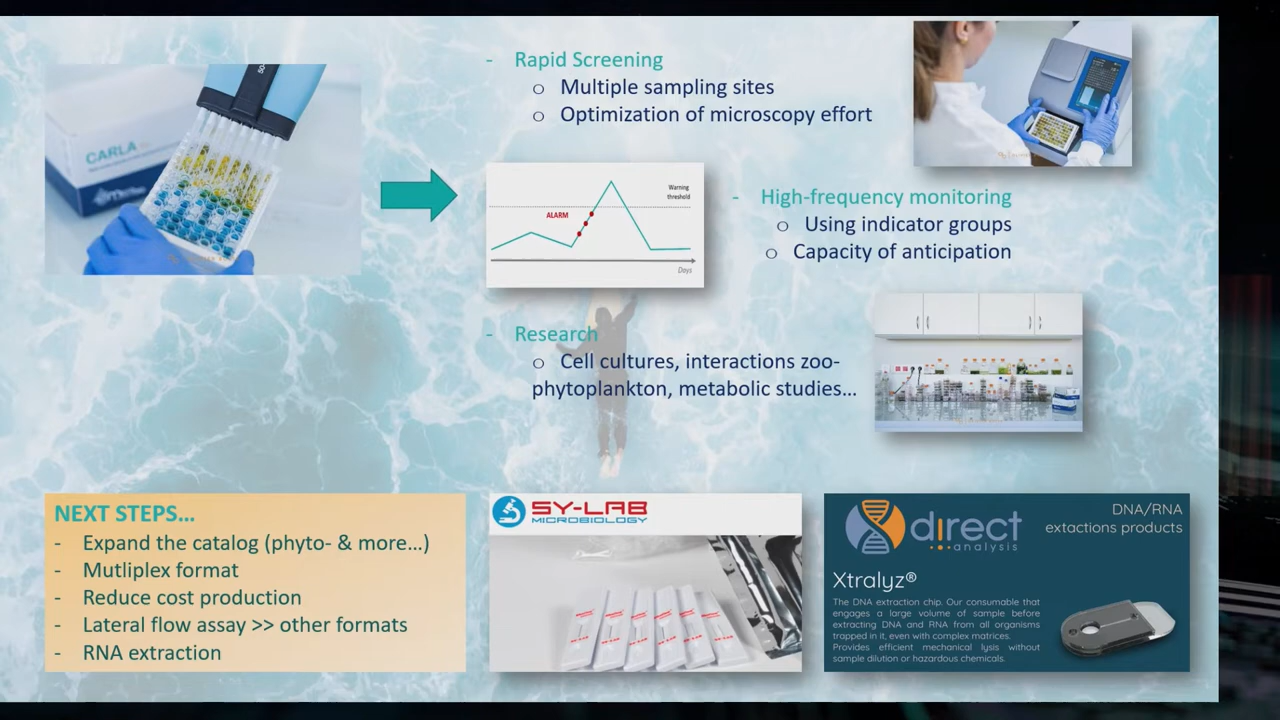 CARLA
- Rapid Screening
o Multiple sampling sites
o Optimization of microscopy effort
Warning
threshold
ALARM
Days
- High-frequency monitoring
o Using indicator groups
o Capacity of anticipation
- Research
o Cell cultures, interactions zoo-
phytoplankton, metabolic studies…
NEXT STEPS…
- Expand the catalog (phyto- & more…)
- Mutliplex format
- Reduce cost production
- Lateral flow assay >> other formats
- RNA extraction
SY-LAB
MICROBIOLOGY
direct
analysis
DNA/RNA
extactions products
Xtralyz®
The DNA extraction chip. Our consumable that
engages a large volume of sample before
extracting DNA and RNA from all organisms
trapped in it, even with complex matrices.
Provides efficient mechanical lysis without
sample dilution or hazardous chemicals.